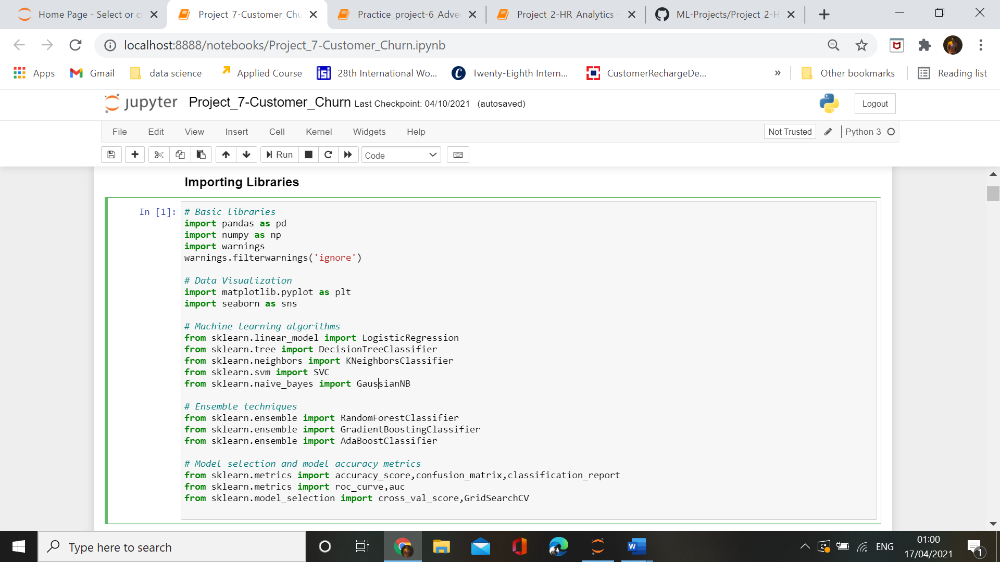 Home Page - Select or c
Project_7-Customer_Chu
Practice_project-6_Adve
Project_2-HR_Analytics -
ML-Projects/Project_2-H
localhost:8888/notebooks/Project_7-Customer_Churn.ipynb
Apps
Gmail
data science
Applied Course
28th International Wo...
Twenty-Eighth Intern...
CustomerRechargeDe...
»
Other bookmarks
Reading list
jupyter
Project_7-Customer_Churn Last Checkpoint: 04/10/2021 (autosaved)
Logout
File Edit View Insert Cell Kernel Widgets Help
Not Trusted
Python 3
Run
Code
Importing Libraries
In [1]:
# Basic libraries
import pandas as pd
import numpy as np
import warnings
warnings.filterwarnings('ignore')
# Data Visualization
import matplotlib.pyplot as plt
import seaborn as sns
# Machine learning algorithms
from sklearn.linear_model import LogisticRegression
from sklearn.tree import DecisionTreeClassifier
from sklearn.neighbors import KNeighborsClassifier
from sklearn.svm import SVC
from sklearn.naive_bayes import GaussianNB
# Ensemble techniques
from sklearn.ensemble import RandomForestClassifier
from sklearn.ensemble import GradientBoostingClassifier
from sklearn.ensemble import AdaBoostClassifier
# Model selection and model accuracy metrics
from sklearn.metrics import accuracy_score,confusion_matrix,classification_report
from sklearn.metrics import roc_curve,auc
from sklearn.model_selection import cross_val_score,GridSearchCV
Type here to search
ENG
01:00
17/04/2021
1